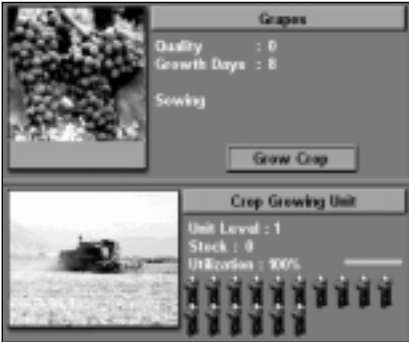 Grapes
Quality : 0
Growth Days : 8
Sowing
Grow Crop
Crop Growing Unit
Unit Level : 1
Stock : 0
Utilization : 100%